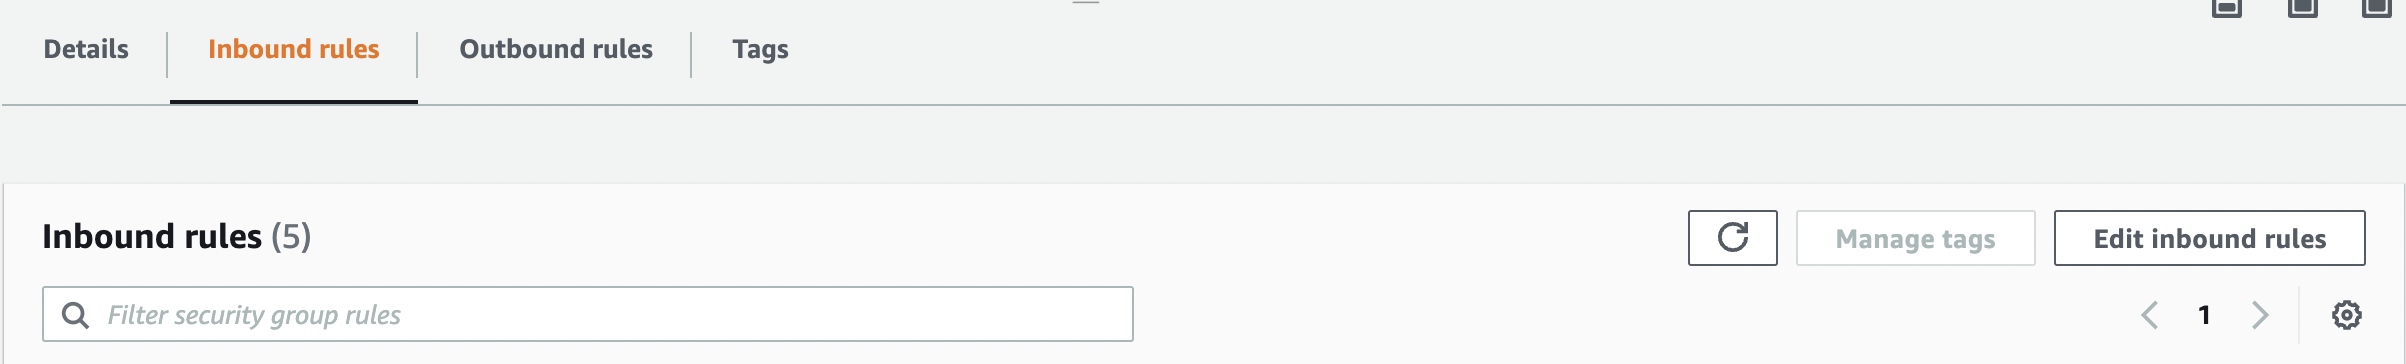 Details Inbound rules Outbound rules Tags
Inbound rules (5) Manage tags Edit inbound rules
Filter security group rules 1